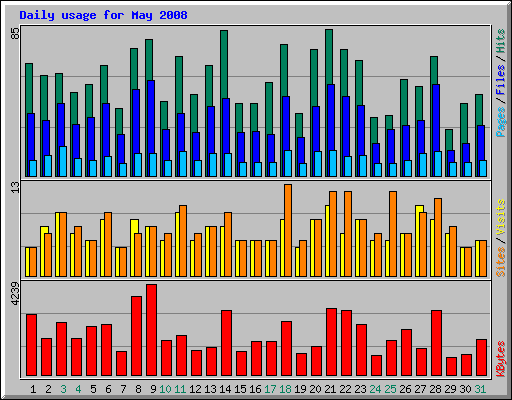 Daily usage for May 2008
85
Pages / Files / Hits
13
Sites / Visits
4239
KBytes
1 2 3 4 5 6 7 8 9 10 11 12 13 14 15 16 17 18 19 20 21 22 23 24 25 26 27 28 29 30 31